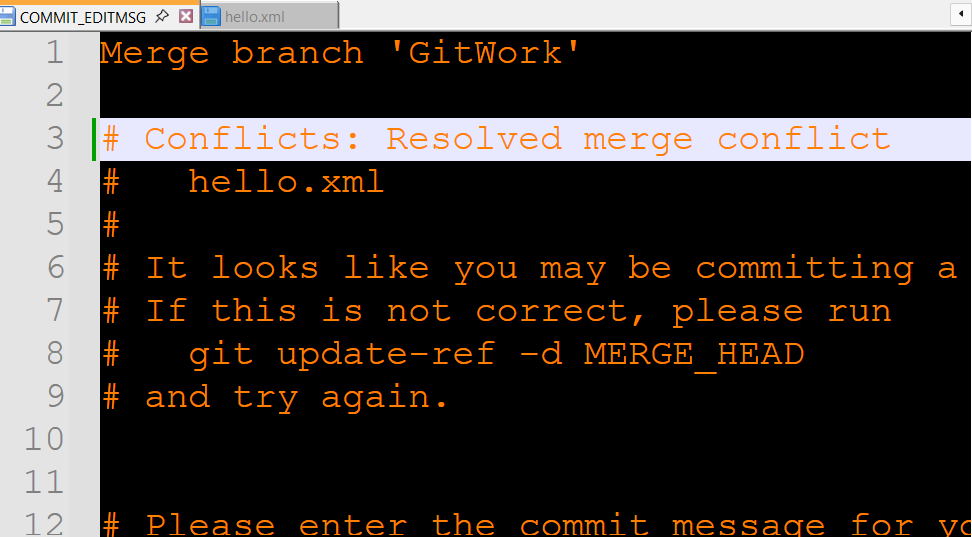 COMMIT_EDITMSG hello.xml
1 Merge branch 'GitWork'
2
3 # Conflicts: Resolved merge conflict
4 #   hello.xml
5 #
6 # It looks like you may be committing a
7 # If this is not correct, please run
8 #   git update-ref -d MERGE_HEAD
9 # and try again.
10
11
12 # Please enter the commit message for yo